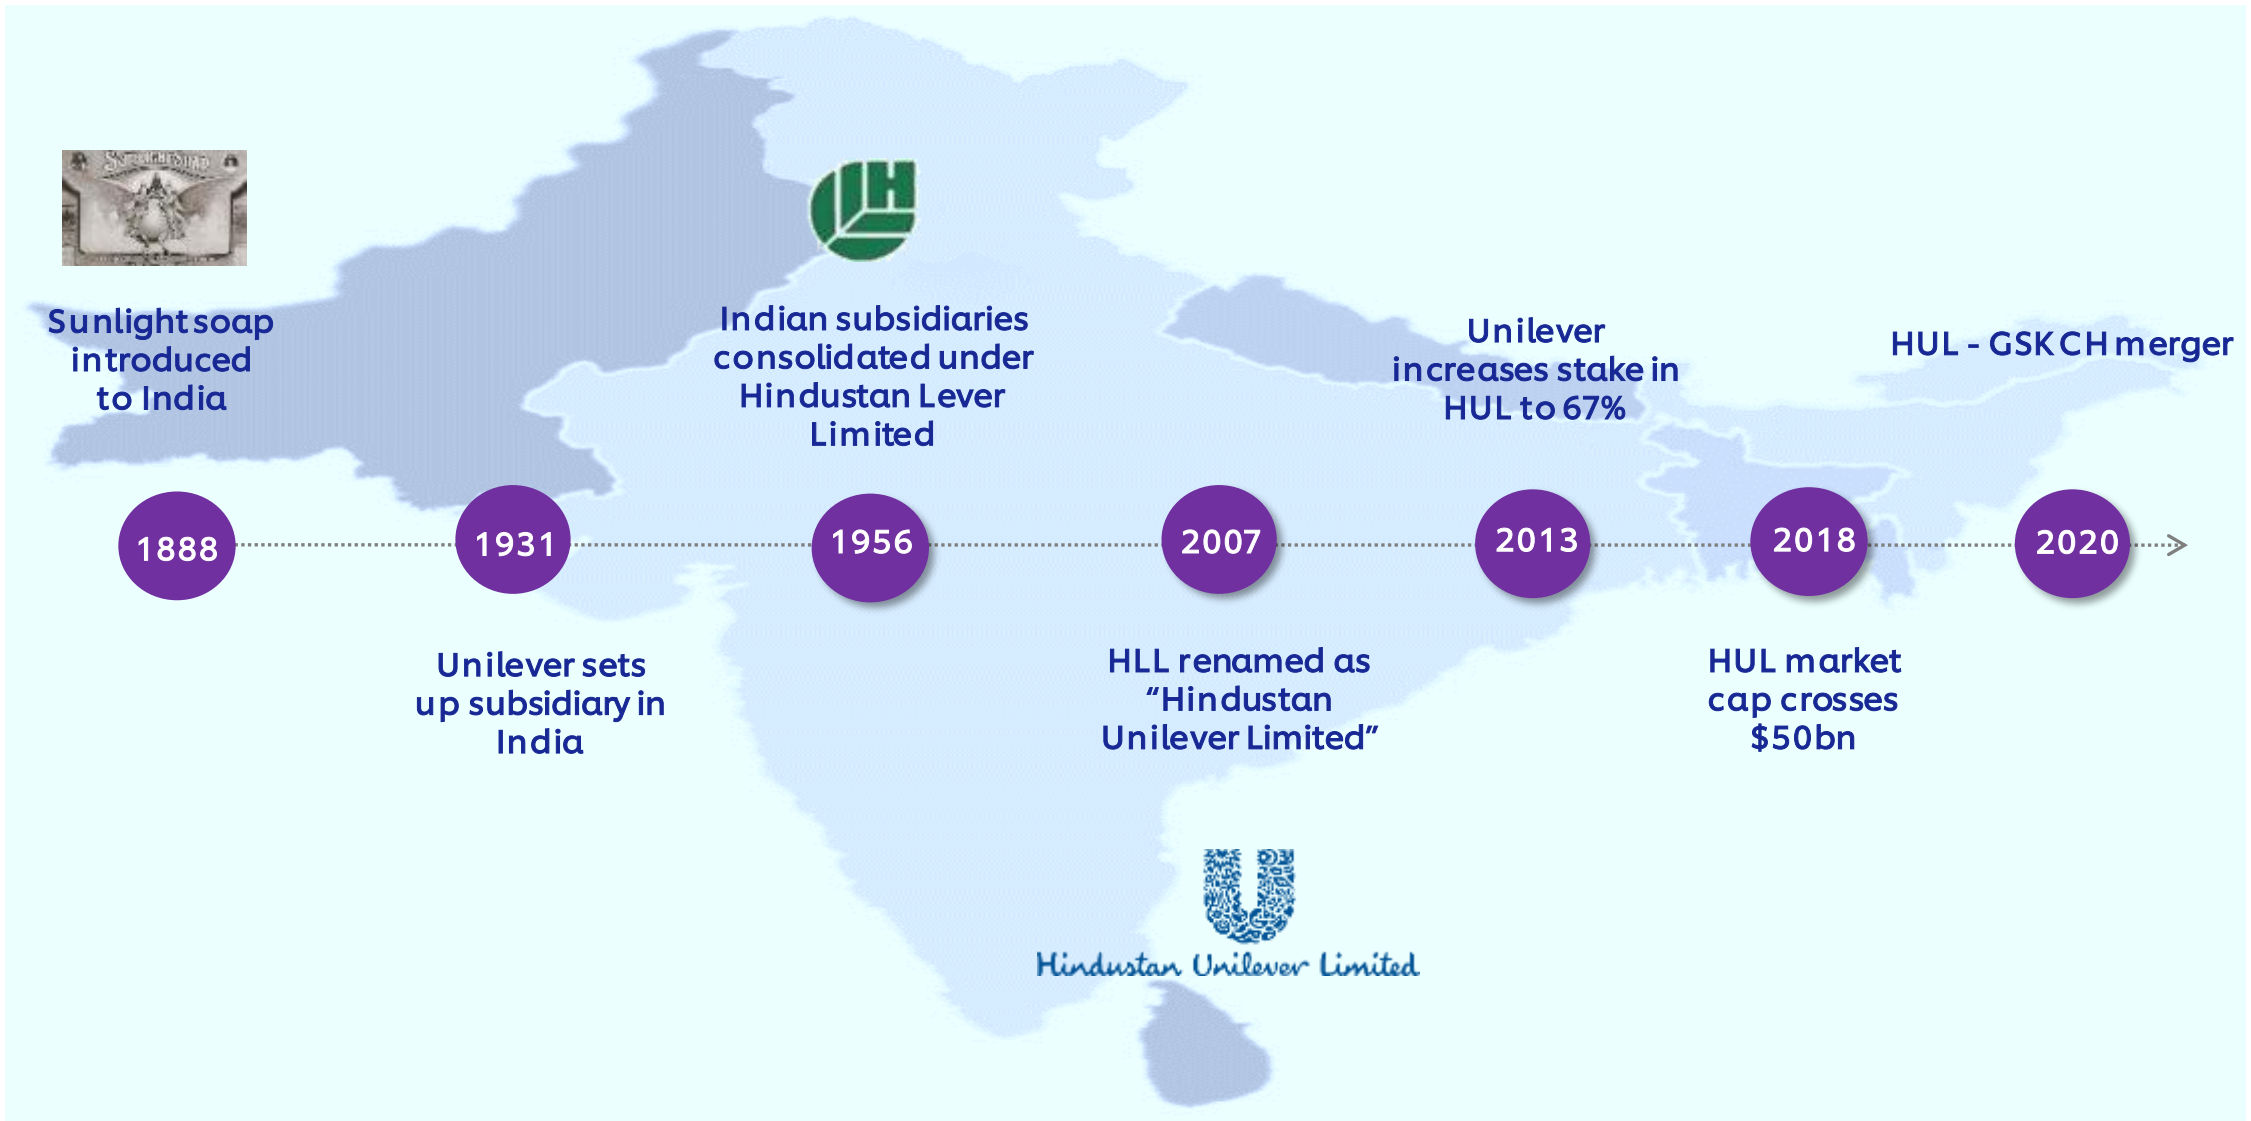 SUNLIGHT SOAP
Sunlight soap
introduced
to India
1888
1931
Unilever sets
up subsidiary in
India
Indian subsidiaries
consolidated under
Hindustan Lever
Limited
1956
2007
HLL renamed as
“Hindustan
Unilever Limited”
Hindustan Unilever Limited
Unilever
increases stake in
HUL to 67%
2013
2018
HUL market
cap crosses
$50bn
HUL - GSK CH merger
2020